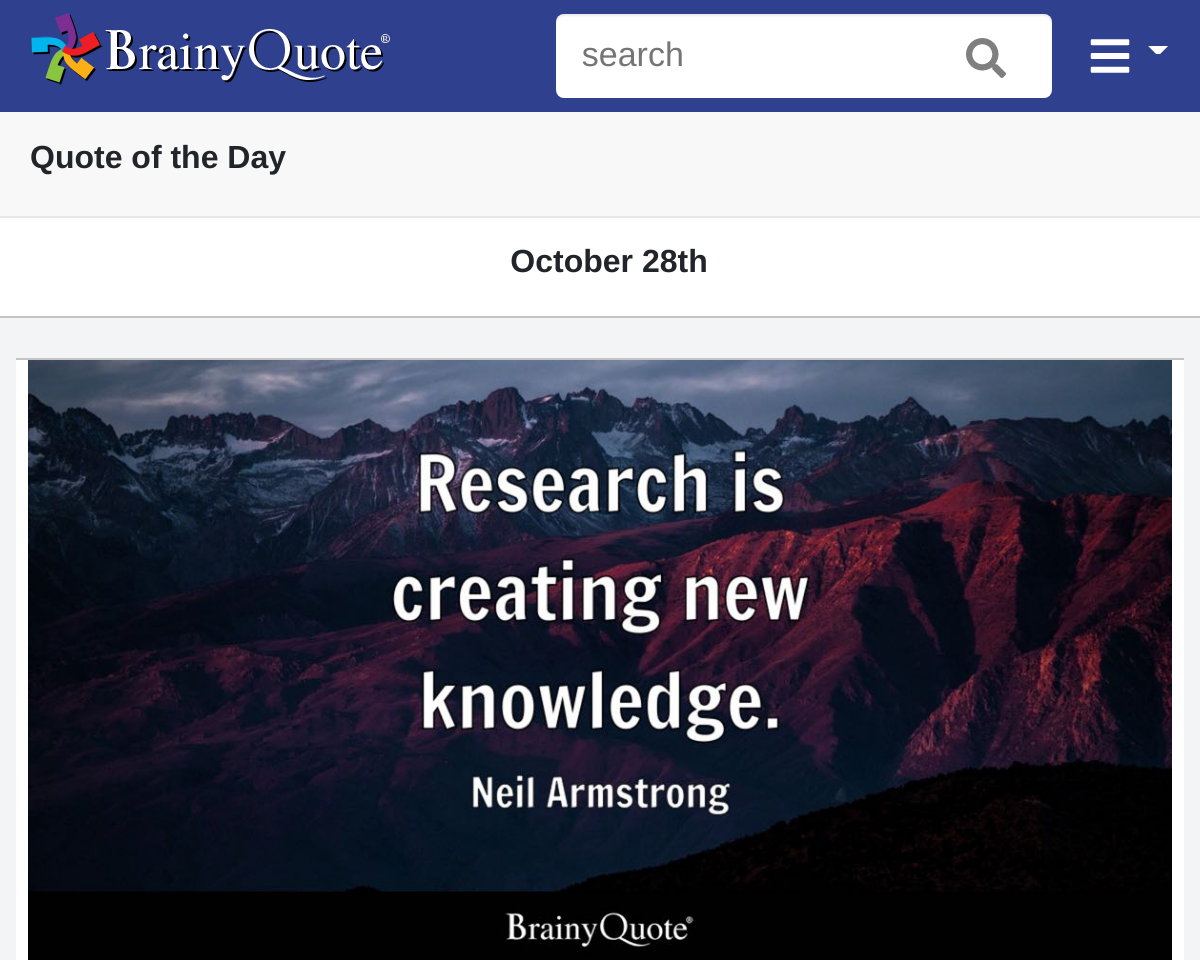 BrainyQuote®
search
Quote of the Day
October 28th
Research is
creating new
knowledge.
Neil Armstrong
BrainyQuote®